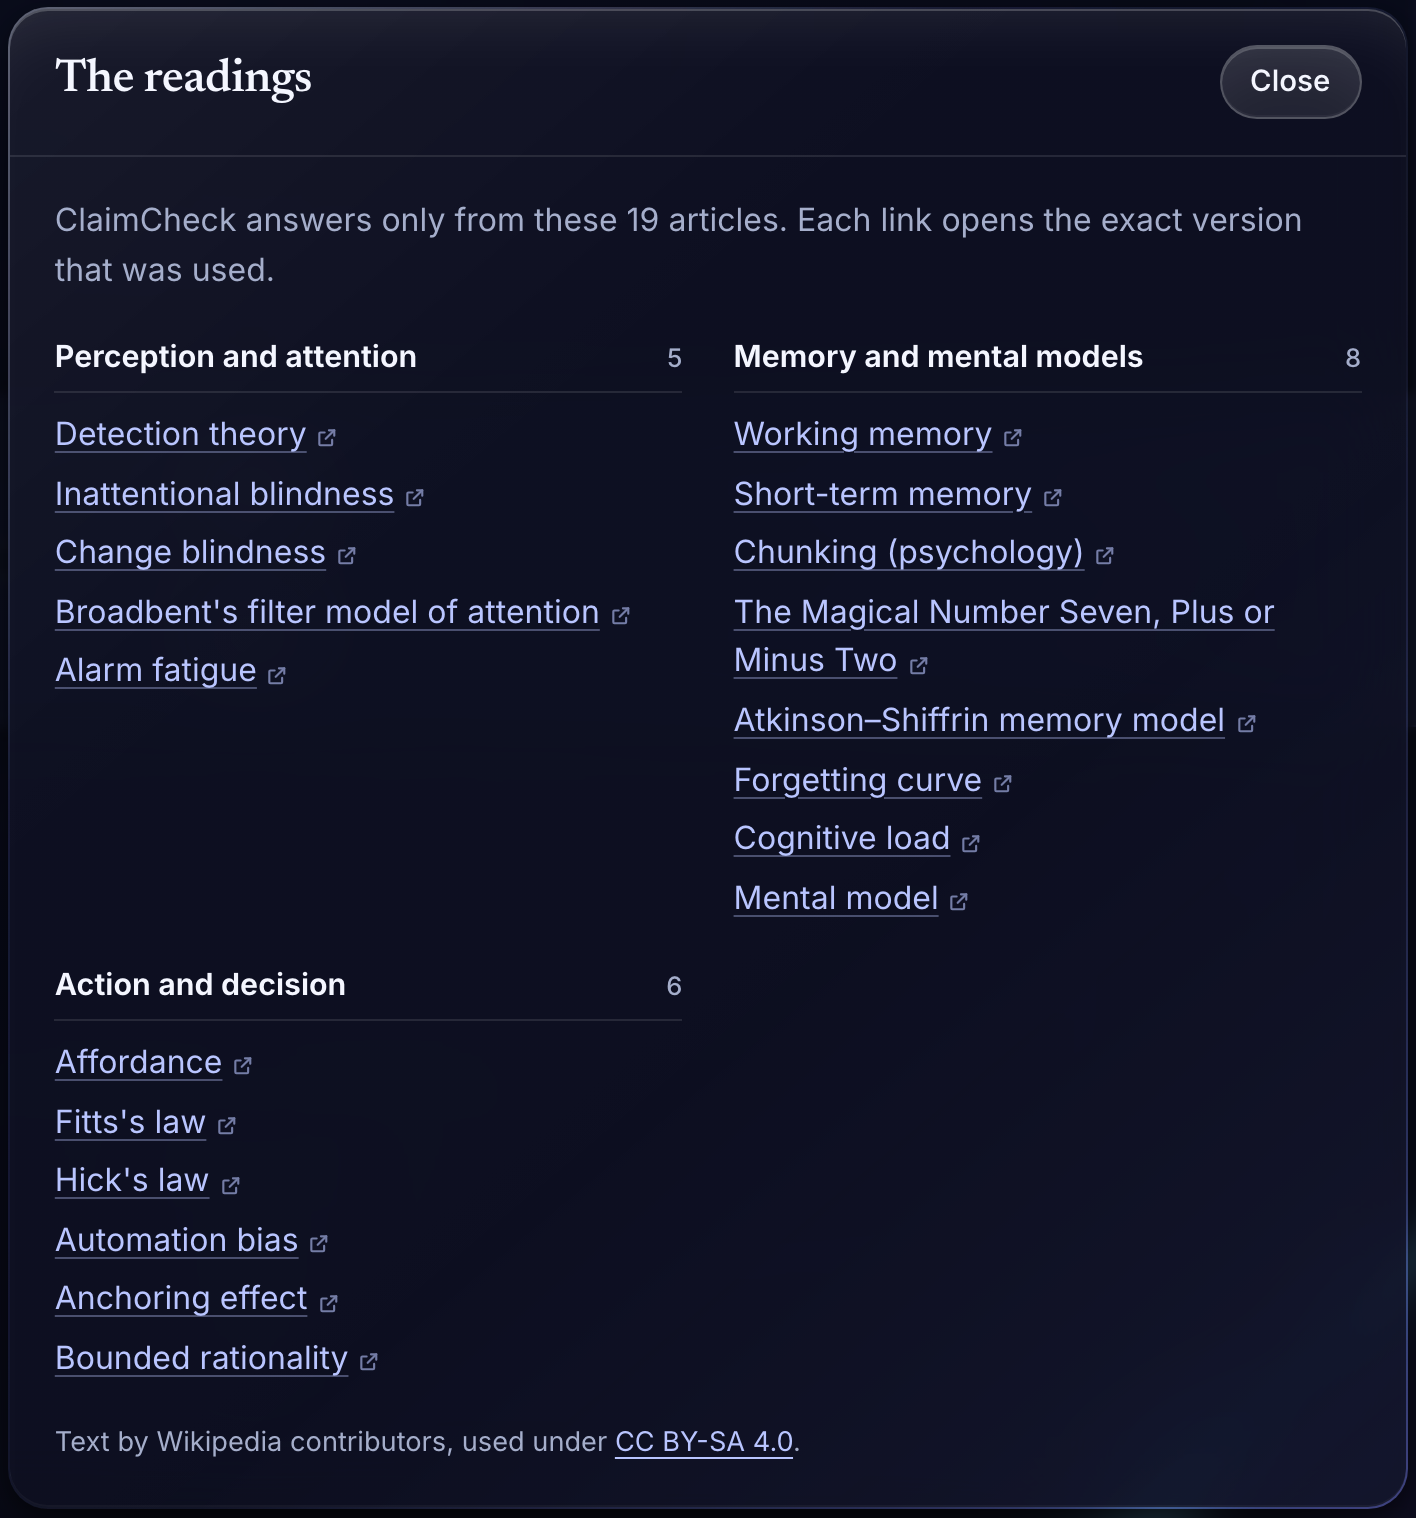 The readings
Close
ClaimCheck answers only from these 19 articles. Each link opens the exact version
that was used.
Perception and attention 5
Detection theory
Inattentional blindness
Change blindness
Broadbent's filter model of attention
Alarm fatigue
Memory and mental models 8
Working memory
Short-term memory
Chunking (psychology)
The Magical Number Seven, Plus or
Minus Two
Atkinson–Shiffrin memory model
Forgetting curve
Cognitive load
Mental model
Action and decision 6
Affordance
Fitts's law
Hick's law
Automation bias
Anchoring effect
Bounded rationality
Text by Wikipedia contributors, used under CC BY-SA 4.0.